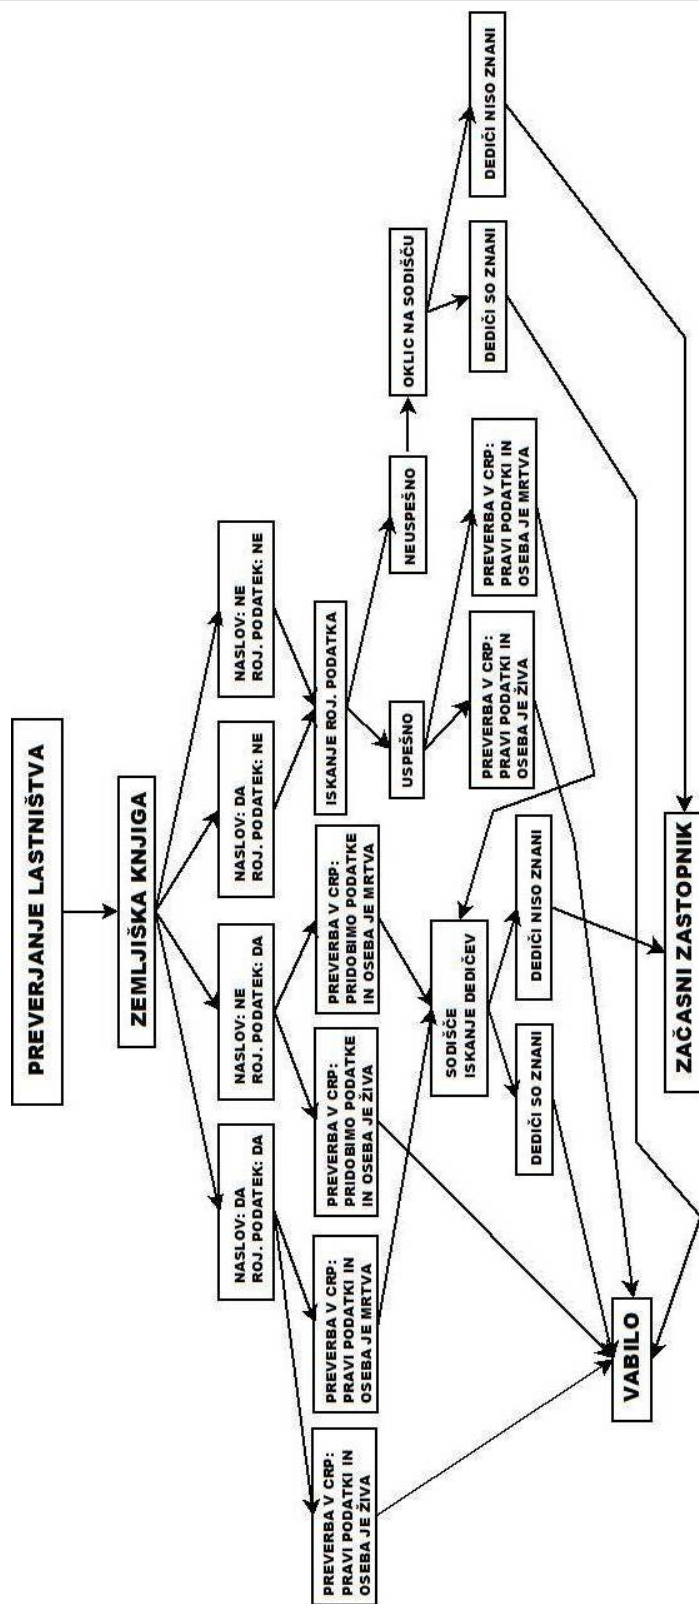 PREVERJANJE LASTNIŠTVA
ZEMLJIŠKA KNJIGA
NASLOV: DA
ROJ. PODATEK: DA
NASLOV: NE
ROJ. PODATEK: DA
NASLOV: DA
ROJ. PODATEK: NE
NASLOV: NE
ROJ. PODATEK: NE
PREVERBA V CRP:
PRAVI PODATKI IN
OSEBA JE ŽIVA
PREVERBA V CRP:
PRAVI PODATKI IN
OSEBA JE MRTVA
PREVERBA V CRP:
PRIDOBIMO PODATKE
IN OSEBA JE ŽIVA
PREVERBA V CRP:
PRIDOBIMO PODATKE
IN OSEBA JE MRTVA
ISKANJE ROJ. PODATKA
USPEŠNO
NEUSPEŠNO
OKLIC NA SODIŠČU
SODIŠČE
ISKANJE DEDIČEV
PREVERBA V CRP:
PRAVI PODATKI IN
OSEBA JE ŽIVA
PREVERBA V CRP:
PRAVI PODATKI IN
OSEBA JE MRTVA
DEDIČI SO ZNANI
DEDIČI NISO ZNANI
DEDIČI SO ZNANI
DEDIČI NISO ZNANI
VABILO
ZAČASNI ZASTOPNIK